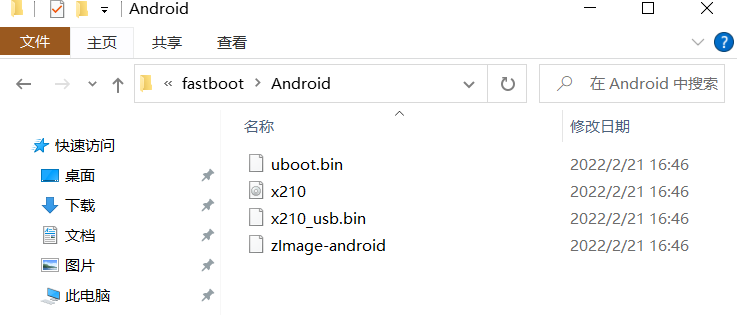 Android
文件 主页 共享 查看
« fastboot > Android 在 Android 中搜索
名称 修改日期
快速访问
桌面
下载
文档
图片
此电脑
uboot.bin 2022/2/21 16:46
x210 2022/2/21 16:46
x210_usb.bin 2022/2/21 16:46
zImage-android 2022/2/21 16:46